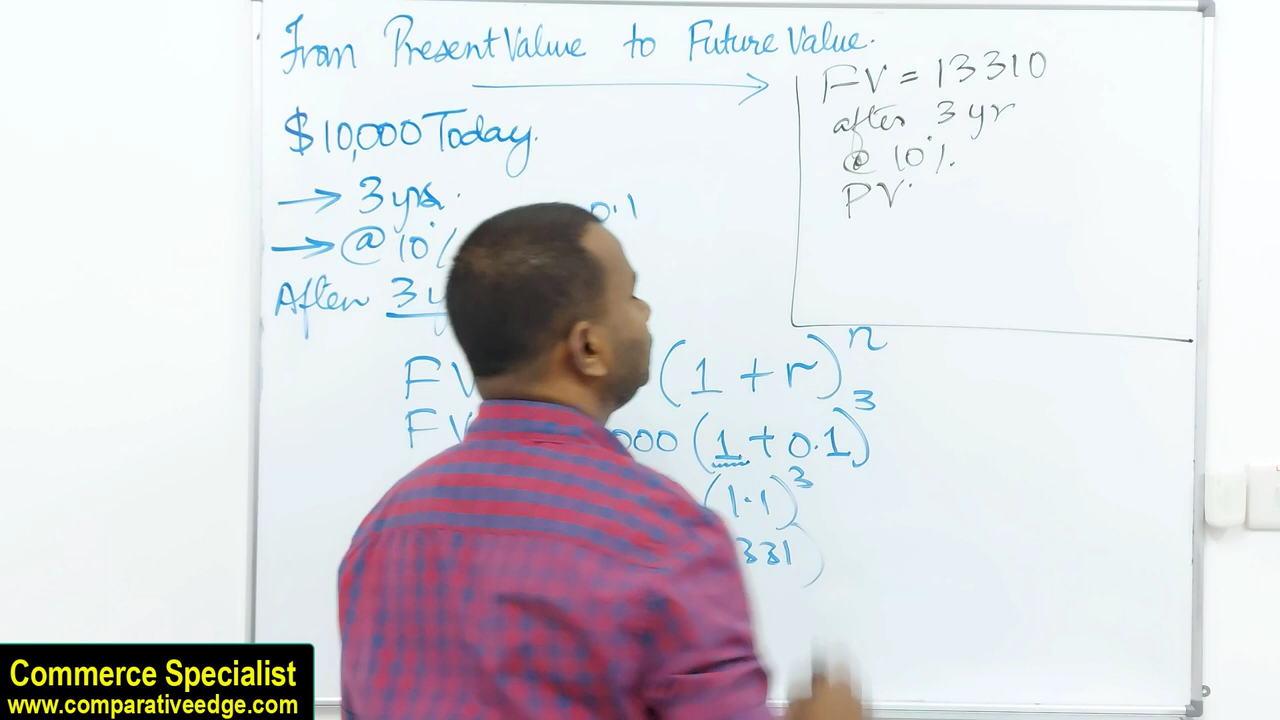 From Present Value to Future Value.
$10,000 Today.
→ 3 yrs.
0.1
→ @ 10%
After 3 y
FV (1 + r)^n
FV 000 (1 + 0.1)^3
(1.1)^3
331)
FV = 13310
after 3 yr
@ 10%.
PV.
Commerce Specialist
www.comparativeedge.com